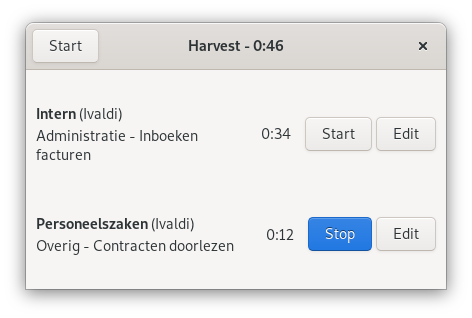 Start
Harvest - 0:46
×
Intern (Ivaldi)
Administratie - Inboeken
facturen
0:34
Start
Edit
Personeelszaken (Ivaldi)
Overig - Contracten doorlezen
0:12
Stop
Edit